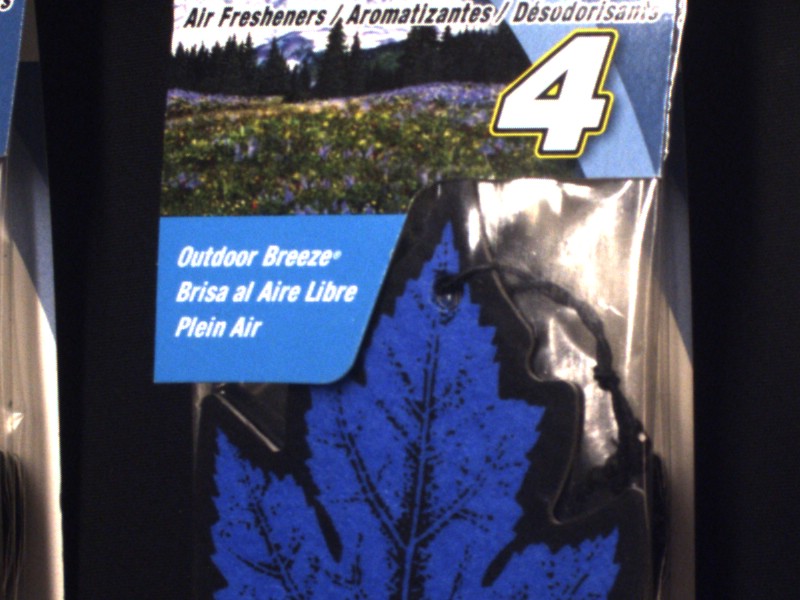 Air Fresheners / Aromatizantes / Désodorisants
4
Outdoor Breeze®
Brisa al Aire Libre
Plein Air